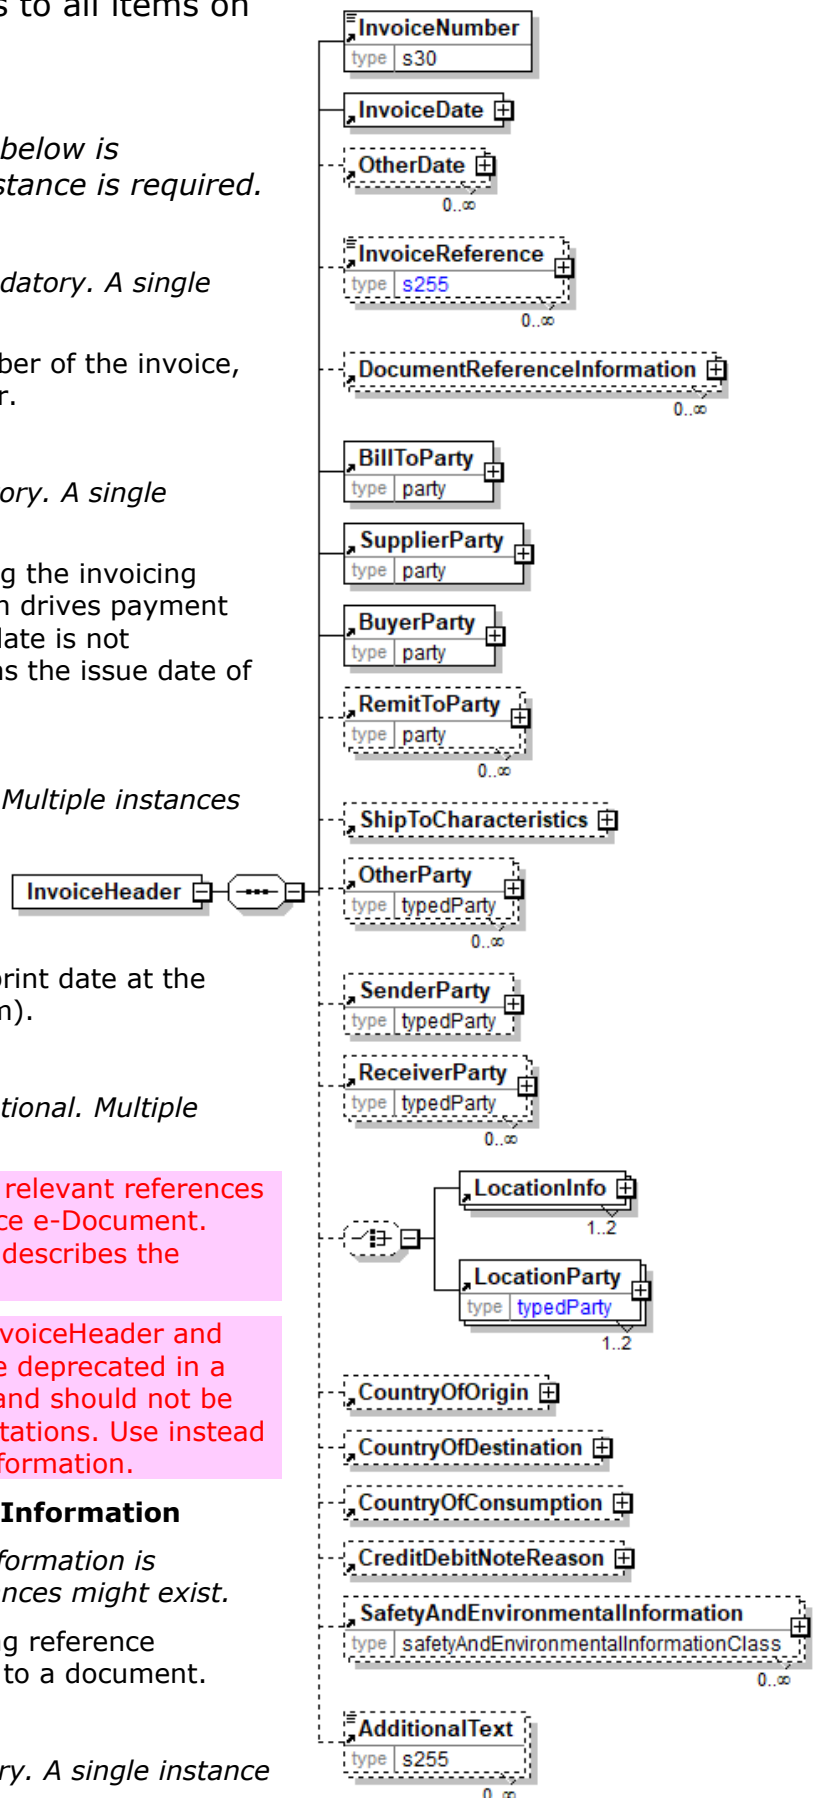 s to all items on
below is
stance is required.
datory. A single
ber of the invoice,
r.
ory. A single
g the invoicing
n drives payment
late is not
as the issue date of
Multiple instances
print date at the
m).
tional. Multiple
relevant references
ce e-Document.
describes the
voiceHeader and
e deprecated in a
and should not be
tations. Use instead
formation.
Information
formation is
ences might exist.
ng reference
to a document.
ry. A single instance
InvoiceHeader
InvoiceNumber
type s30
InvoiceDate
OtherDate
0..∞
InvoiceReference
type s255
0..∞
DocumentReferenceInformation
0..∞
BillToParty
type party
SupplierParty
type party
BuyerParty
type party
RemitToParty
type party
0..∞
ShipToCharacteristics
OtherParty
type typedParty
0..∞
SenderParty
type typedParty
ReceiverParty
type typedParty
0..∞
LocationInfo
1..2
LocationParty
type typedParty
1..2
CountryOfOrigin
CountryOfDestination
CountryOfConsumption
CreditDebitNoteReason
SafetyAndEnvironmentalInformation
type safetyAndEnvironmentalInformationClass
0..∞
AdditionalText
type s255
0..∞